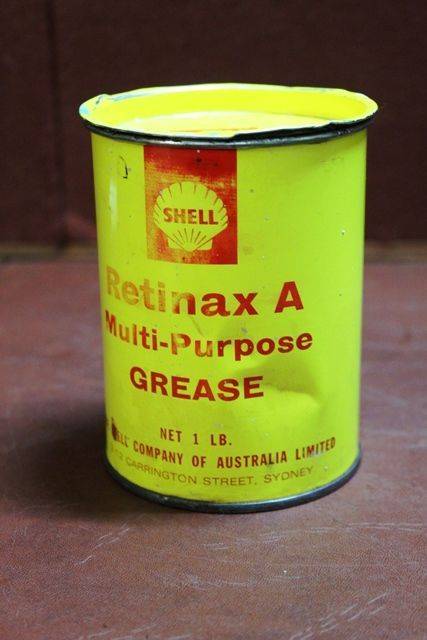 SHELL
Retinax A
Multi-Purpose
GREASE
NET 1 LB.
COMPANY OF AUSTRALIA LIMITED
CARRINGTON STREET, SYDNEY